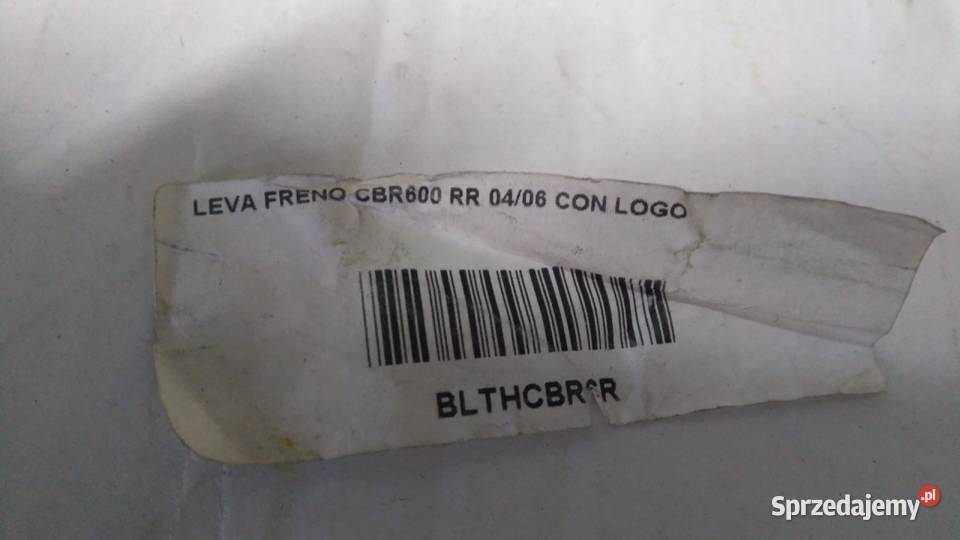 LEVA FRENO CBR600 RR 04/06 CON LOGO
Sprzedajemy.pl